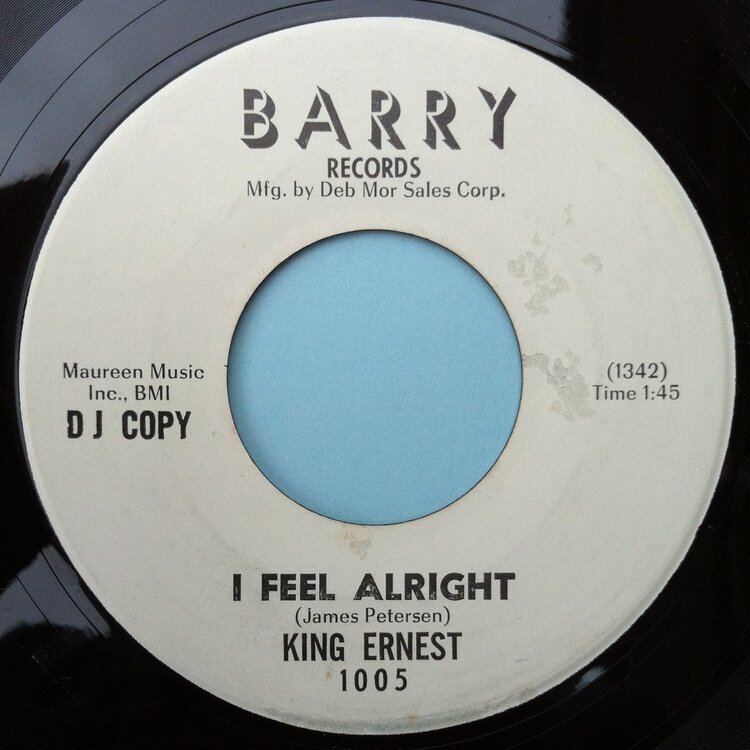 BARRY
RECORDS
Mfg. by Deb Mor Sales Corp.
Maureen Music
Inc., BMI
DJ COPY
(1342)
Time 1:45
I FEEL ALRIGHT
(James Petersen)
KING ERNEST
1005